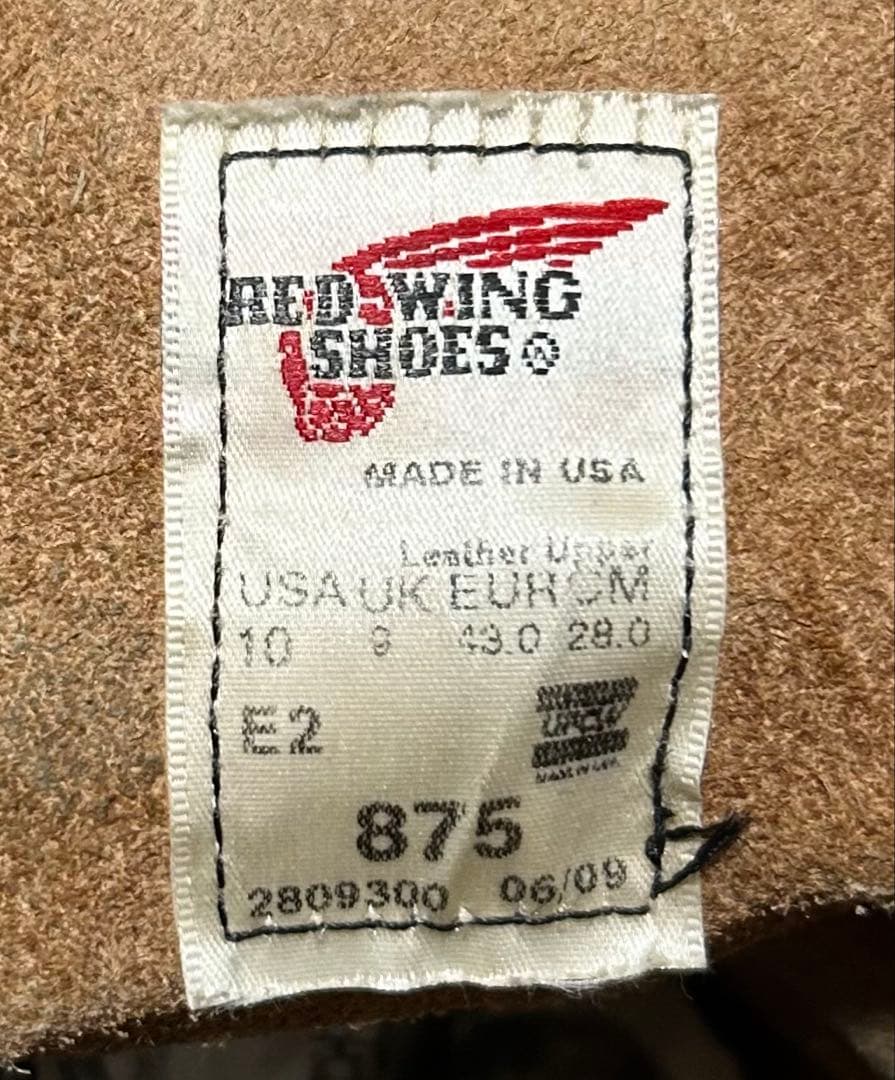 RED WING
SHOES®
MADE IN USA
Leather Upper
USA UK EUR CM
10 9 43.0 28.0
E2
UFCW
875
2809300 06/09